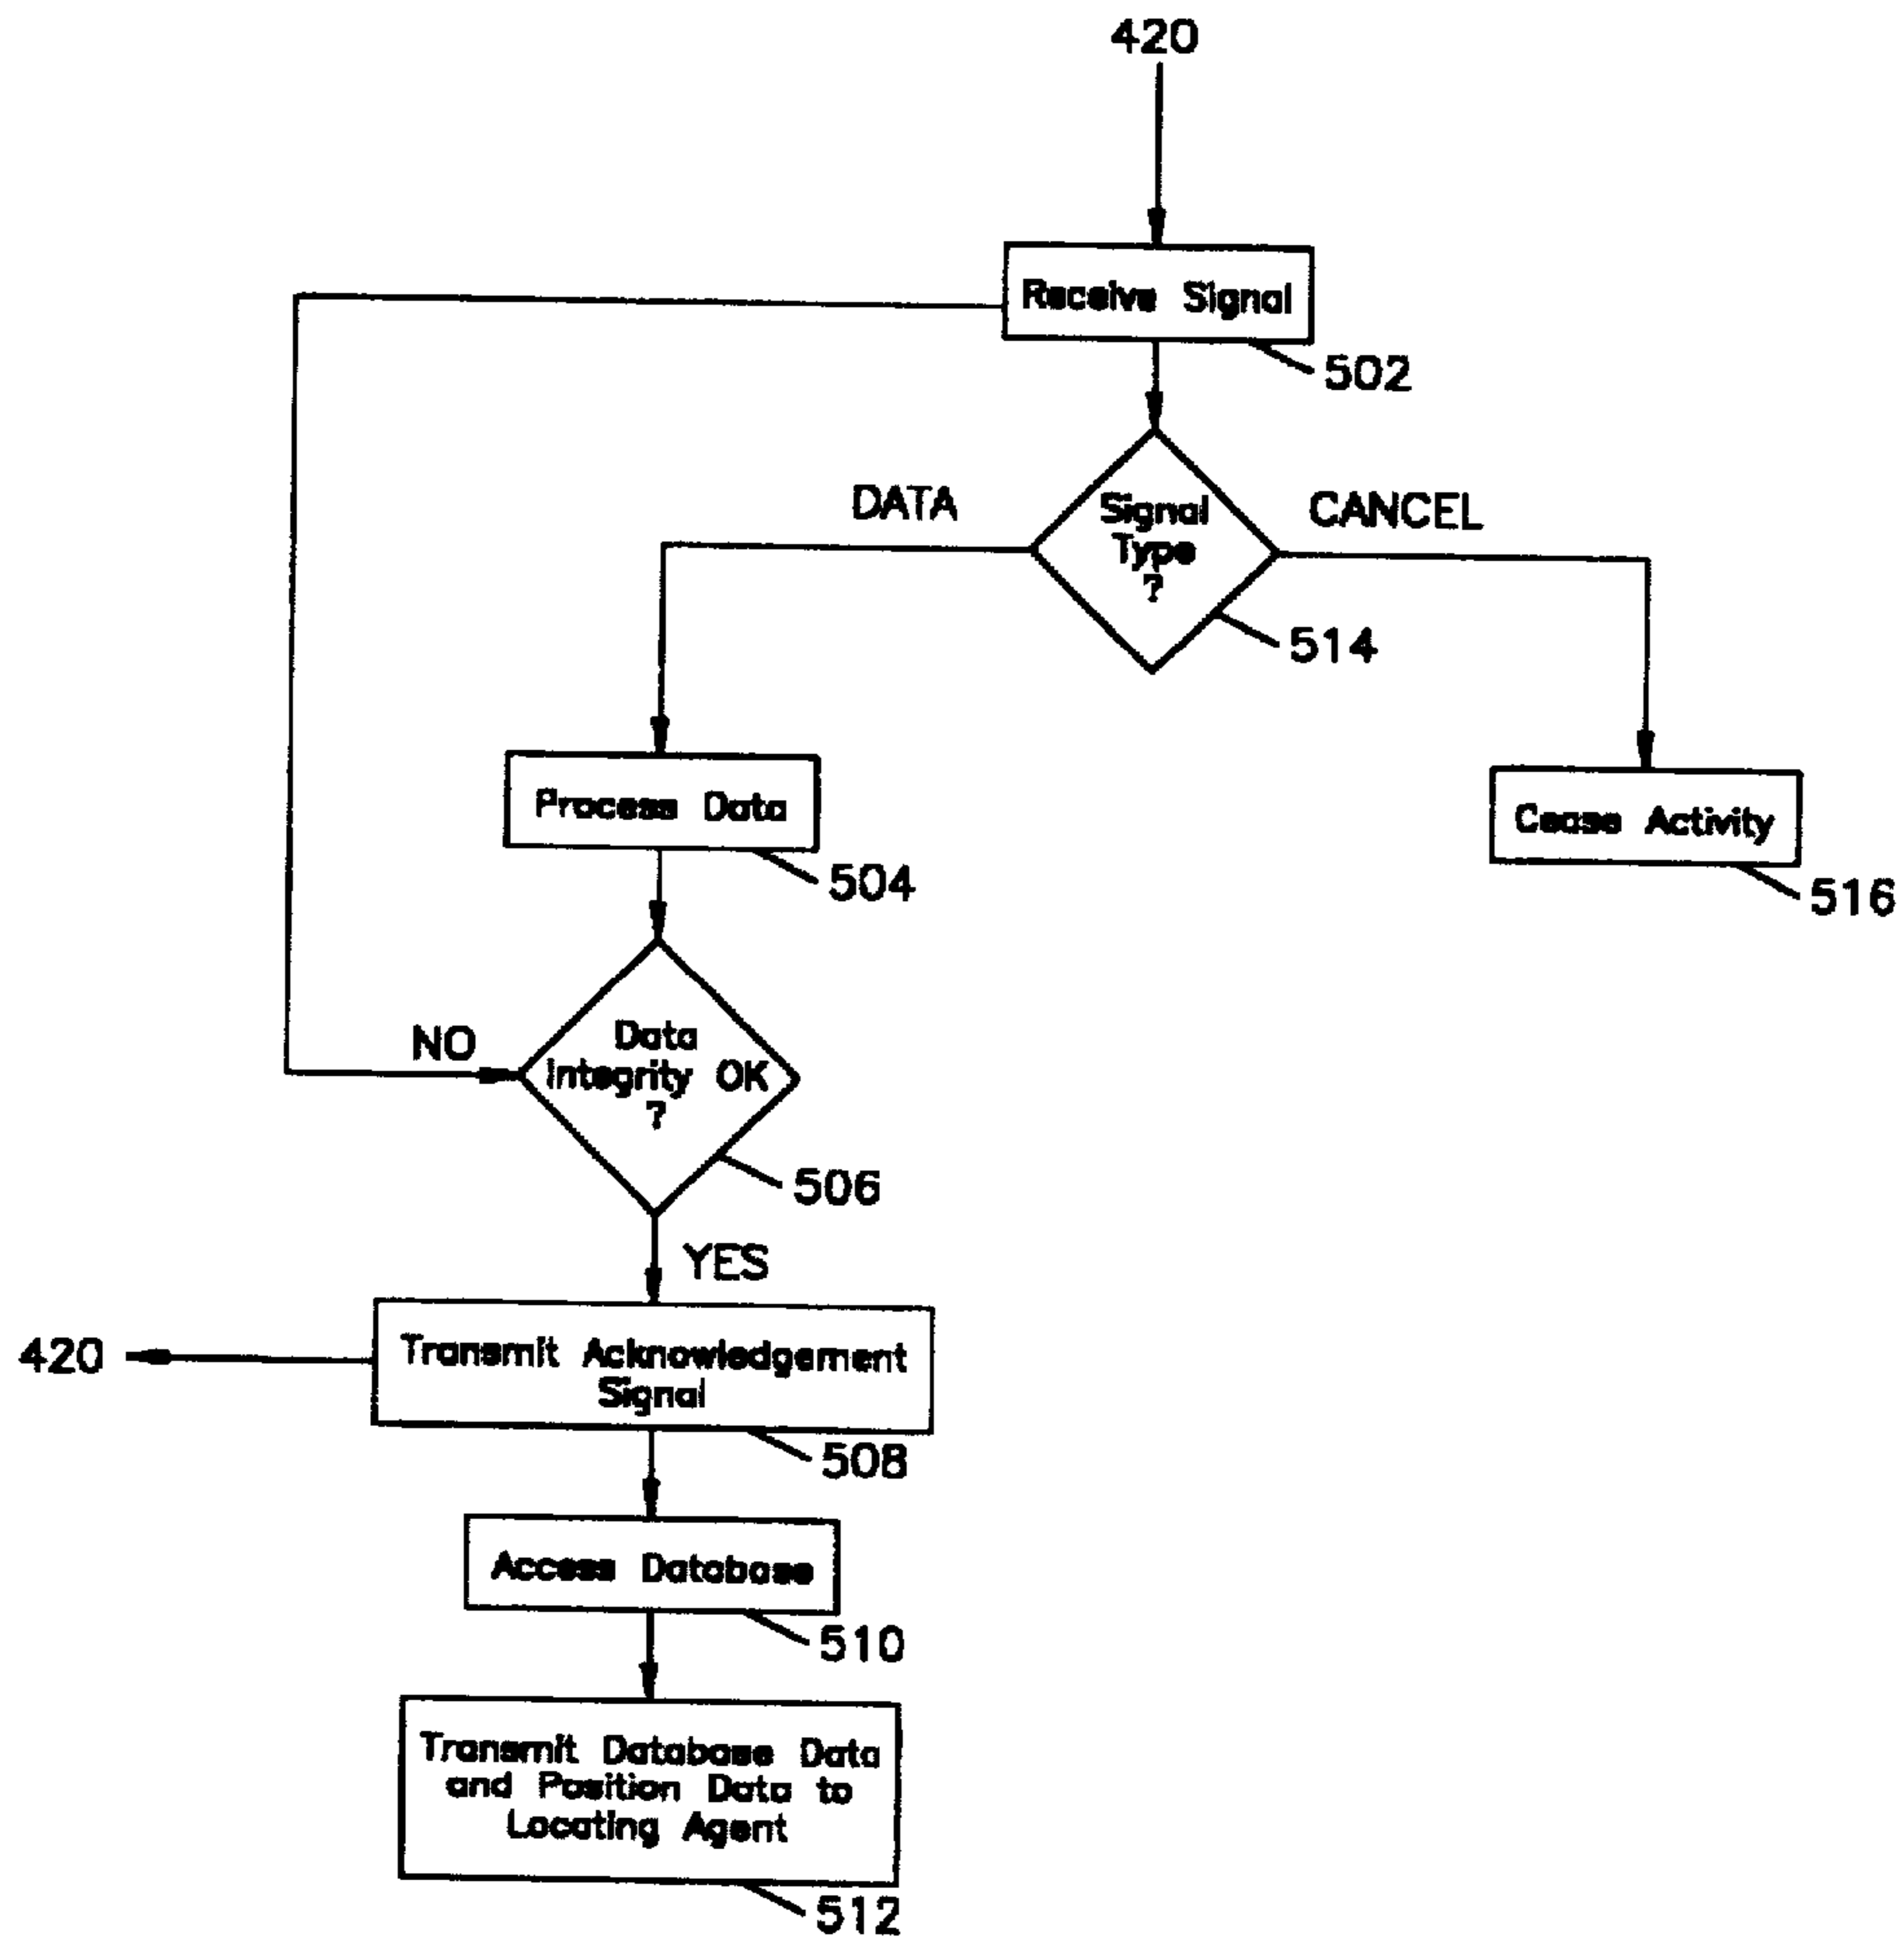 420
Receive Signal
502
DATA
Signal
Type
?
CANCEL
514
Process Data
504
Cease Activity
516
NO
Data
Integrity OK
?
506
YES
420
Transmit Acknowledgement
Signal
508
Access Database
510
Transmit Database Data
and Position Data to
Locating Agent
512